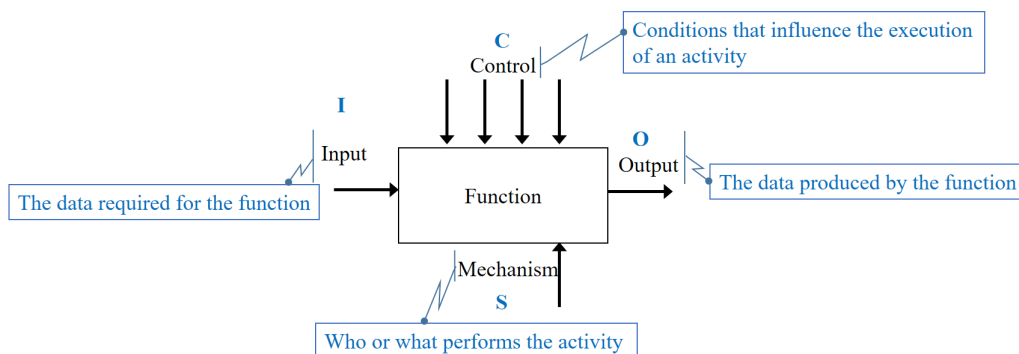 C
Control
Conditions that influence the execution
of an activity
I
Input
O
Output
The data required for the function
Function
The data produced by the function
Mechanism
S
Who or what performs the activity